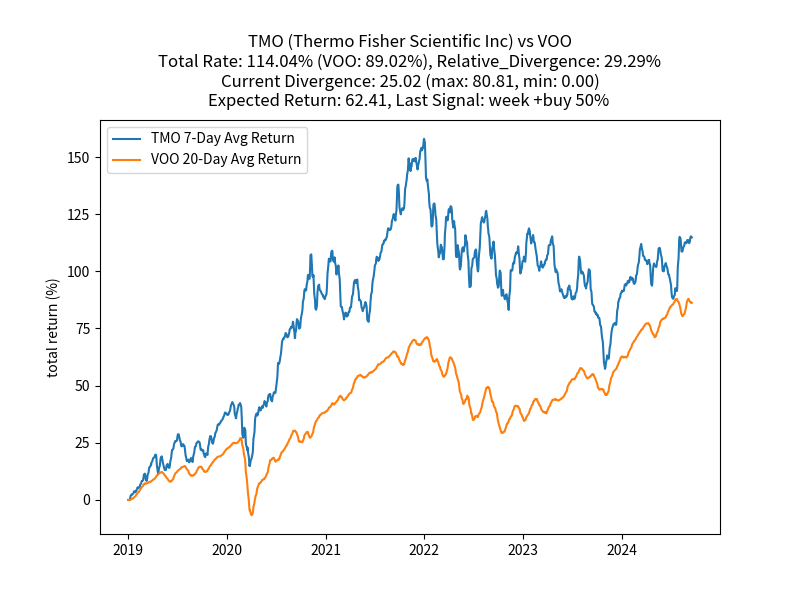 TMO (Thermo Fisher Scientific Inc) vs VOO
Total Rate: 114.04% (VOO: 89.02%), Relative_Divergence: 29.29%
Current Divergence: 25.02 (max: 80.81, min: 0.00)
Expected Return: 62.41, Last Signal: week +buy 50%
TMO 7-Day Avg Return
VOO 20-Day Avg Return
total return (%)
150
125
100
75
50
25
0
2019 2020 2021 2022 2023 2024